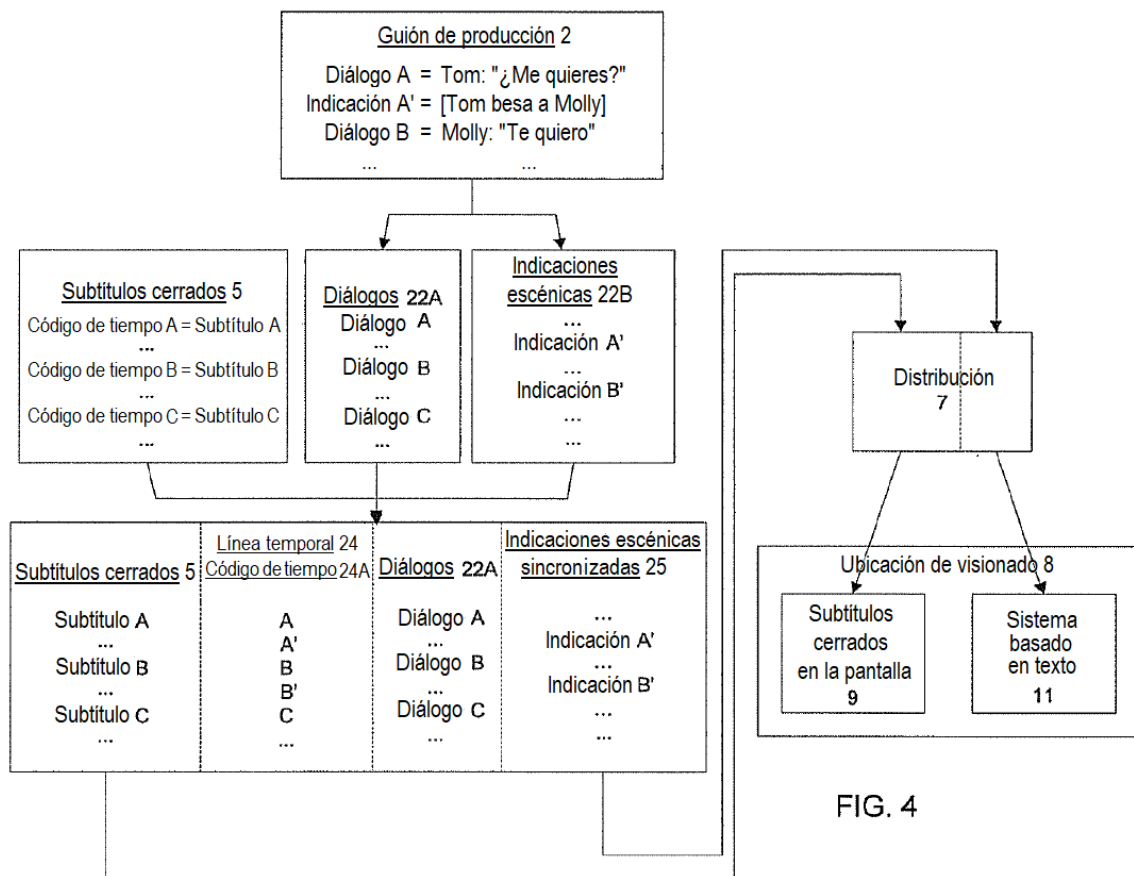 Guión de producción 2
Diálogo A = Tom: "¿Me quieres?"
Indicación A' = [Tom besa a Molly]
Diálogo B = Molly: "Te quiero"
... ...
Subtítulos cerrados 5
Código de tiempo A = Subtítulo A
...
Código de tiempo B = Subtítulo B
...
Código de tiempo C = Subtítulo C
...
Diálogos 22A
Diálogo A
...
Diálogo B
...
Diálogo C
...
Indicaciones
escénicas 22B
...
Indicación A'
...
Indicación B'
...
...
Distribución
7
Subtítulos cerrados 5
Subtítulo A
...
Subtítulo B
...
Subtítulo C
...
Línea temporal 24
Código de tiempo 24A
A
A'
B
B'
C
...
Diálogos 22A
Diálogo A
...
Diálogo B
...
Diálogo C
...
Indicaciones escénicas
sincronizadas 25
...
Indicación A'
...
Indicación B'
...
...
Ubicación de visionado 8
Subtítulos
cerrados
en la pantalla
9
Sistema
basado
en texto
11
FIG. 4